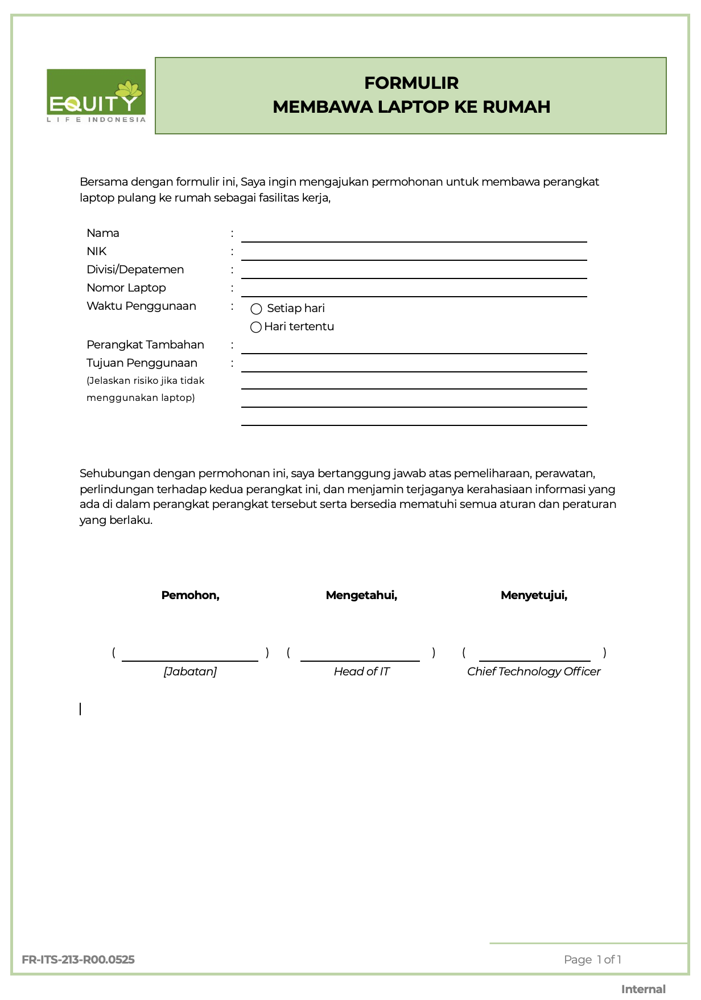 EQUITY
LIFE INDONESIA
FORMULIR
MEMBAWA LAPTOP KE RUMAH
Bersama dengan formulir ini, Saya ingin mengajukan permohonan untuk membawa perangkat
laptop pulang ke rumah sebagai fasilitas kerja,
Nama :
NIK :
Divisi/Depatemen :
Nomor Laptop :
Waktu Penggunaan : Setiap hari
Hari tertentu
Perangkat Tambahan :
Tujuan Penggunaan :
(Jelaskan risiko jika tidak
menggunakan laptop)
Sehubungan dengan permohonan ini, saya bertanggung jawab atas pemeliharaan, perawatan,
perlindungan terhadap kedua perangkat ini, dan menjamin terjaganya kerahasiaan informasi yang
ada di dalam perangkat perangkat tersebut serta bersedia mematuhi semua aturan dan peraturan
yang berlaku.
Pemohon, Mengetahui, Menyetujui,
( ) ( ) ( )
[Jabatan] Head of IT Chief Technology Officer
FR-ITS-213-R00.0525 Page 1 of 1
Internal